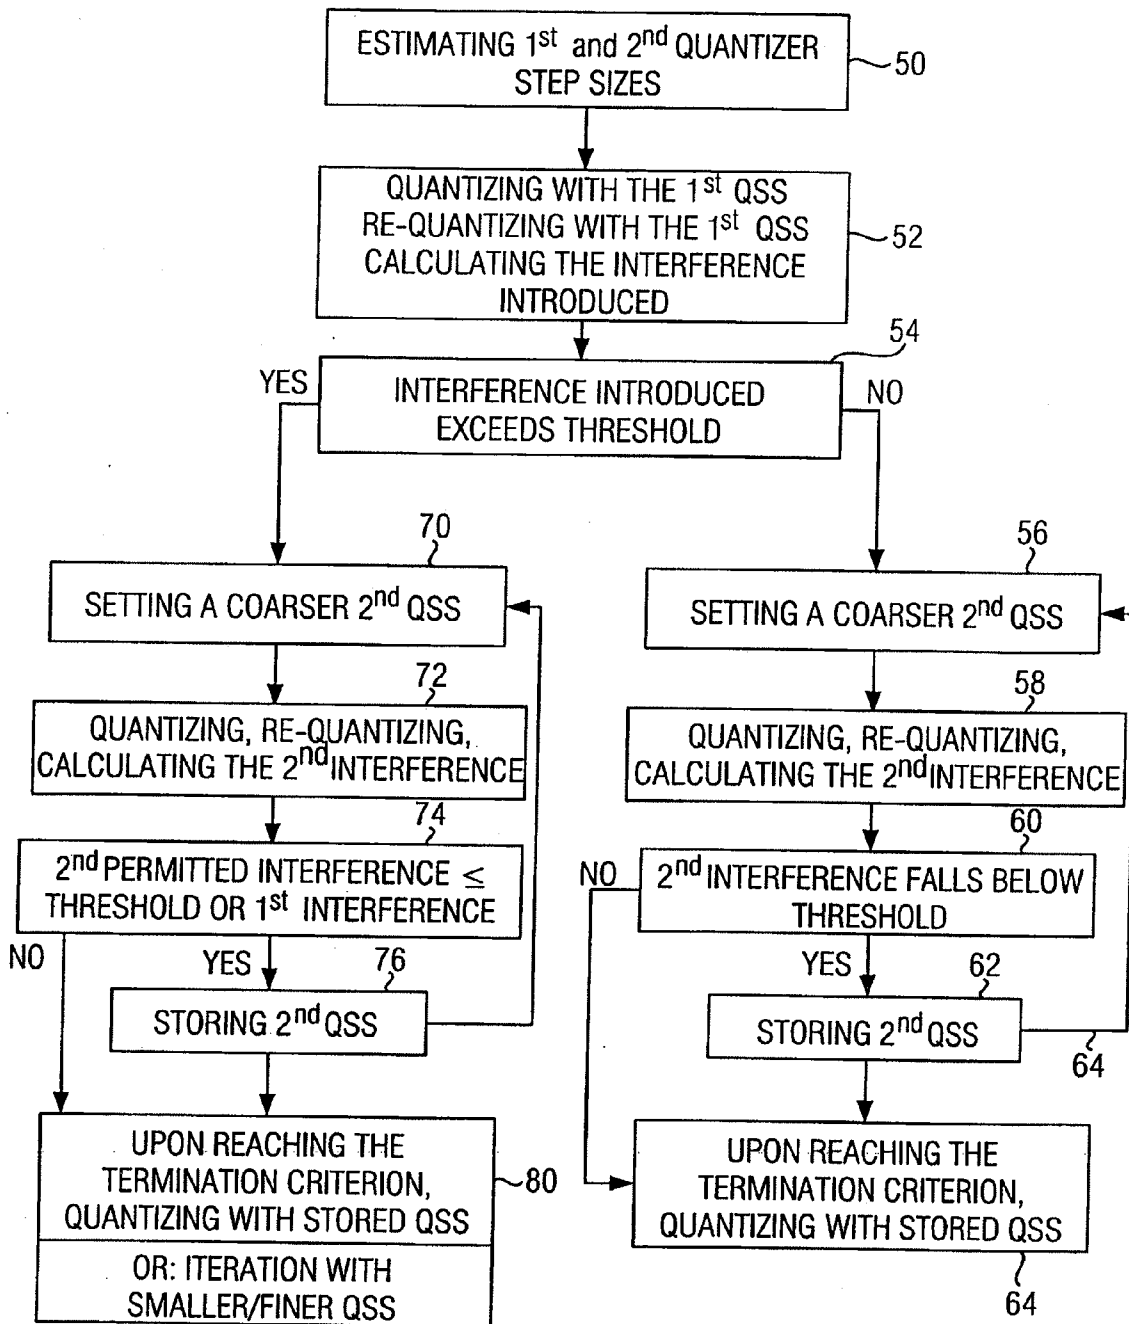 ESTIMATING 1st and 2nd QUANTIZER
STEP SIZES
50
QUANTIZING WITH THE 1st QSS
RE-QUANTIZING WITH THE 1st QSS
CALCULATING THE INTERFERENCE
INTRODUCED
52
54
YES
INTERFERENCE INTRODUCED
EXCEEDS THRESHOLD
NO
70
SETTING A COARSER 2nd QSS
72
QUANTIZING, RE-QUANTIZING,
CALCULATING THE 2nd INTERFERENCE
74
2nd PERMITTED INTERFERENCE ≤
THRESHOLD OR 1st INTERFERENCE
NO
YES
76
STORING 2nd QSS
UPON REACHING THE
TERMINATION CRITERION,
QUANTIZING WITH STORED QSS
80
OR: ITERATION WITH
SMALLER/FINER QSS
56
SETTING A COARSER 2nd QSS
58
QUANTIZING, RE-QUANTIZING,
CALCULATING THE 2nd INTERFERENCE
60
NO
2nd INTERFERENCE FALLS BELOW
THRESHOLD
YES
62
STORING 2nd QSS
64
UPON REACHING THE
TERMINATION CRITERION,
QUANTIZING WITH STORED QSS
64